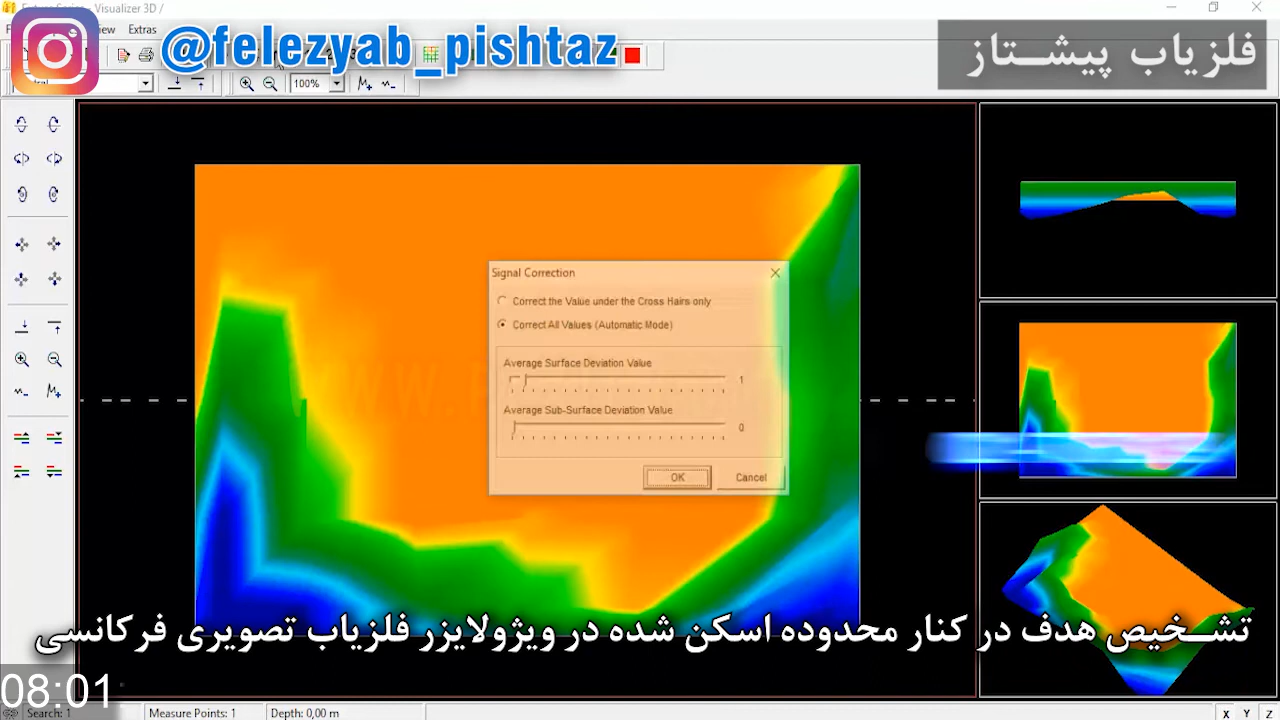 Visualizer 3D /
Extras
@felezyab_pishtaz
فلزیاب پیشتاز
100%
Signal Correction
Correct the Value under the Cross Hairs only
Correct All Values (Automatic Mode)
Average Surface Deviation Value
1
Average Sub-Surface Deviation Value
0
OK
Cancel
تشخیص هدف در کنار محدوده اسکن شده در ویژولایزر فلزیاب تصویری فرکانسی
08:01
Search: 1
Measure Points: 1
Depth: 0,00 m
X Y Z